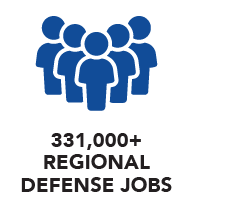 331,000+
REGIONAL
DEFENSE JOBS